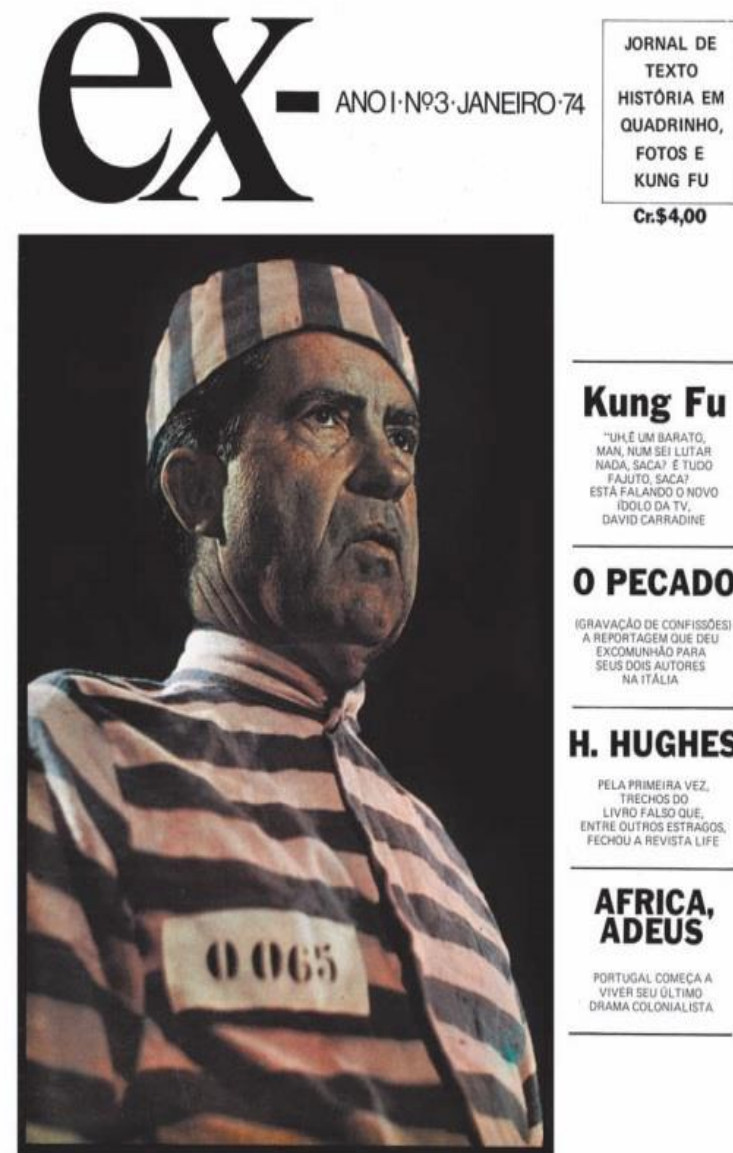 ex-
ANO I·Nº3·JANEIRO·74
JORNAL DE
TEXTO
HISTÓRIA EM
QUADRINHO,
FOTOS E
KUNG FU
Cr.$4,00
Kung Fu
"UH,É UM BARATO,
MAN, NUM SEI LUTAR
NADA, SACA? É TUDO
FAJUTO, SACA?
ESTÁ FALANDO O NOVO
ÍDOLO DA TV,
DAVID CARRADINE
O PECADO
(GRAVAÇÃO DE CONFISSÕES)
A REPORTAGEM QUE DEU
EXCOMUNHÃO PARA
SEUS DOIS AUTORES
NA ITÁLIA
H. HUGHES
PELA PRIMEIRA VEZ,
TRECHOS DO
LIVRO FALSO QUE,
ENTRE OUTROS ESTRAGOS,
FECHOU A REVISTA LIFE
AFRICA,
ADEUS
PORTUGAL COMEÇA A
VIVER SEU ÚLTIMO
DRAMA COLONIALISTA
0065